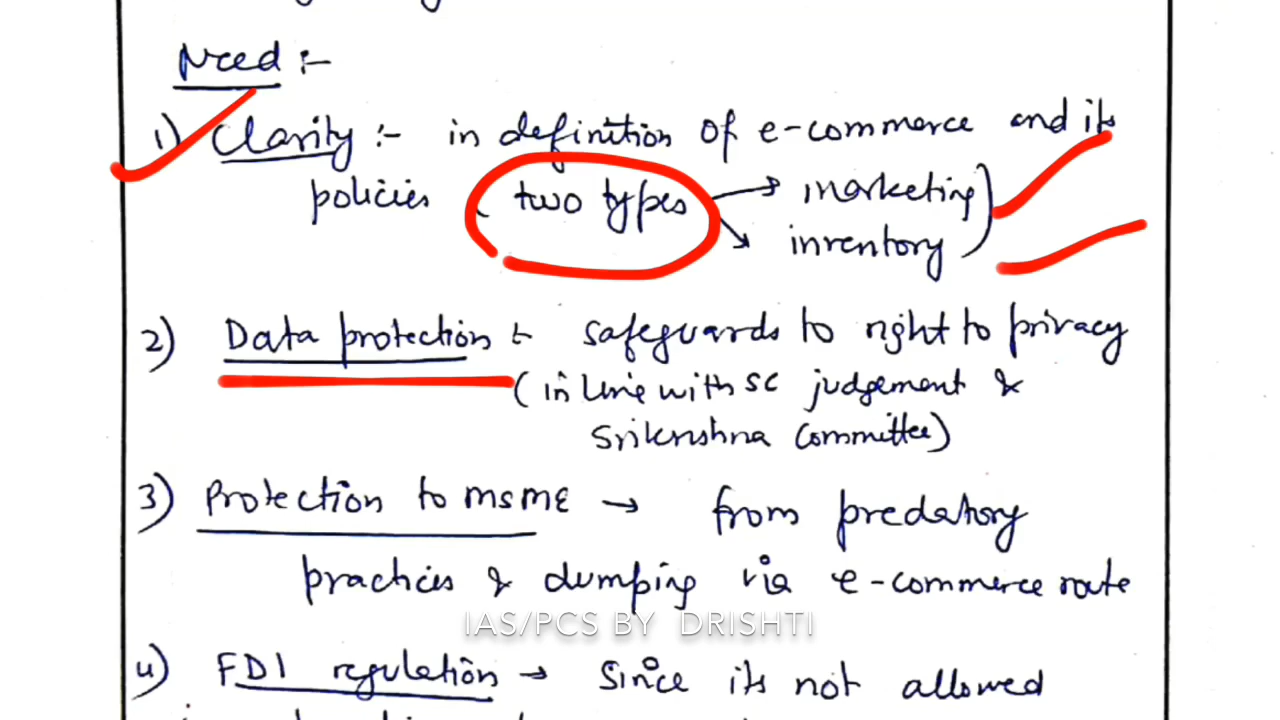 Need :-
1) Clarity :- in definition of e-commerce and its
policies two types → marketing
inventory
2) Data protection :- safeguards to right to privacy
(in line with SC judgement &
Srikrishna Committee)
3) Protection to MSME → from predatory
practices & dumping via e-commerce route
IAS/PCS BY DRISHTI
4) FDI regulation → Since its not allowed